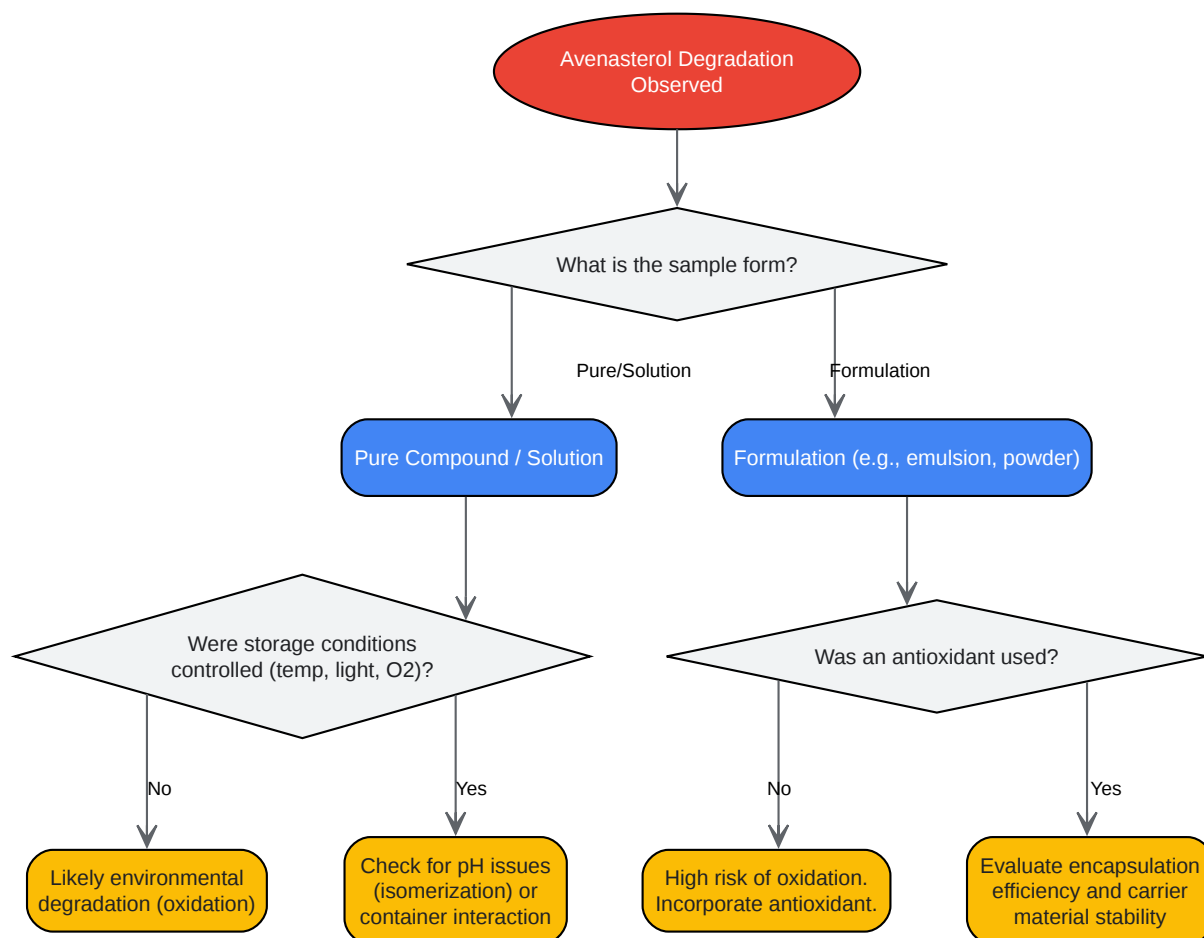 Avenasterol Degradation
Observed
What is the sample form?
Pure/Solution
Formulation
Pure Compound / Solution
Formulation (e.g., emulsion, powder)
Were storage conditions
controlled (temp, light, O2)?
Was an antioxidant used?
No
Yes
No
Yes
Likely environmental
degradation (oxidation)
Check for pH issues
(isomerization) or
container interaction
High risk of oxidation.
Incorporate antioxidant.
Evaluate encapsulation
efficiency and carrier
material stability